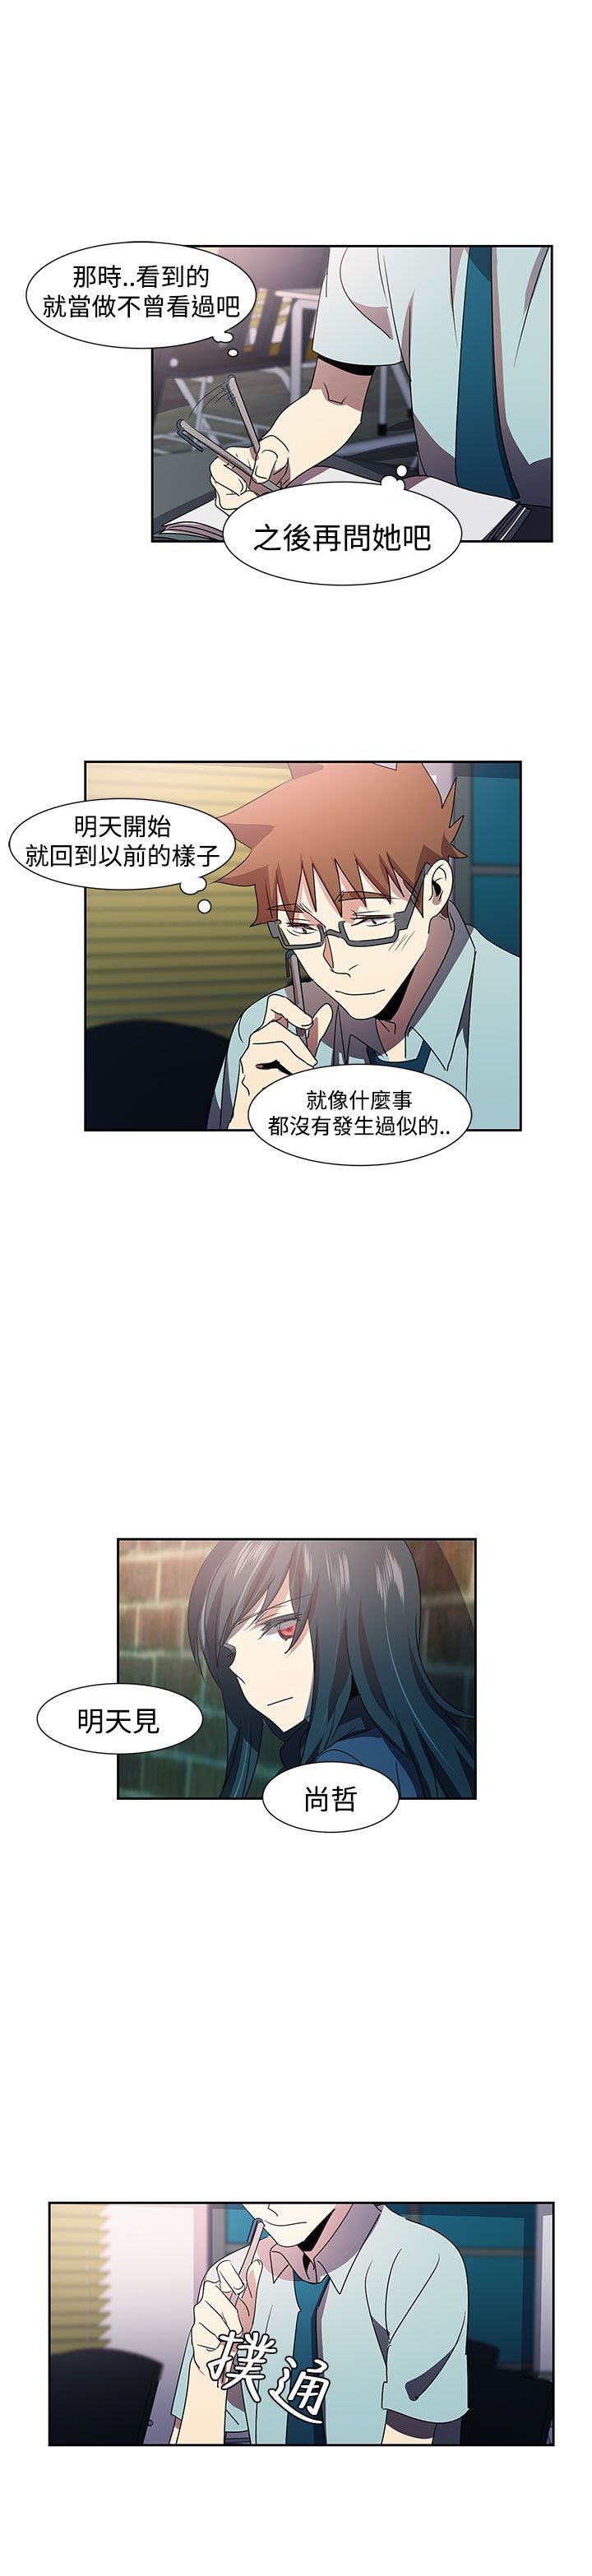 那時..看到的
就當做不曾看過吧
之後再問她吧
明天開始
就回到以前的樣子
就像什麼事
都沒有發生過似的..
明天見
尚哲
撲通